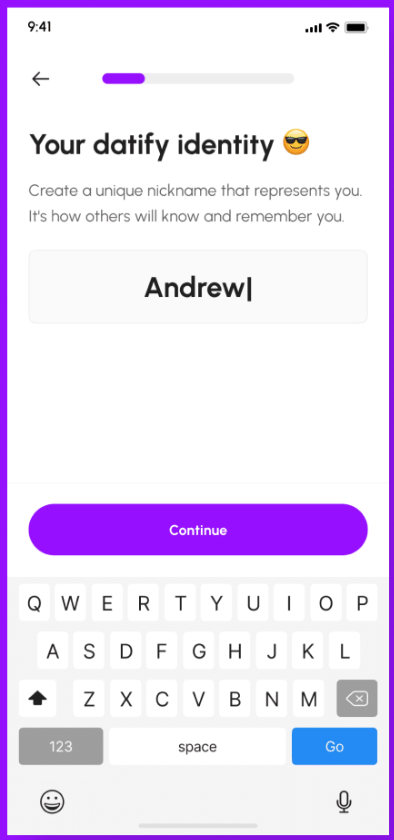 9:41
Your datify identity 😎
Create a unique nickname that represents you.
It's how others will know and remember you.
Andrew
Continue
Q W E R T Y U I O P
A S D F G H J K L
Z X C V B N M
123 space Go